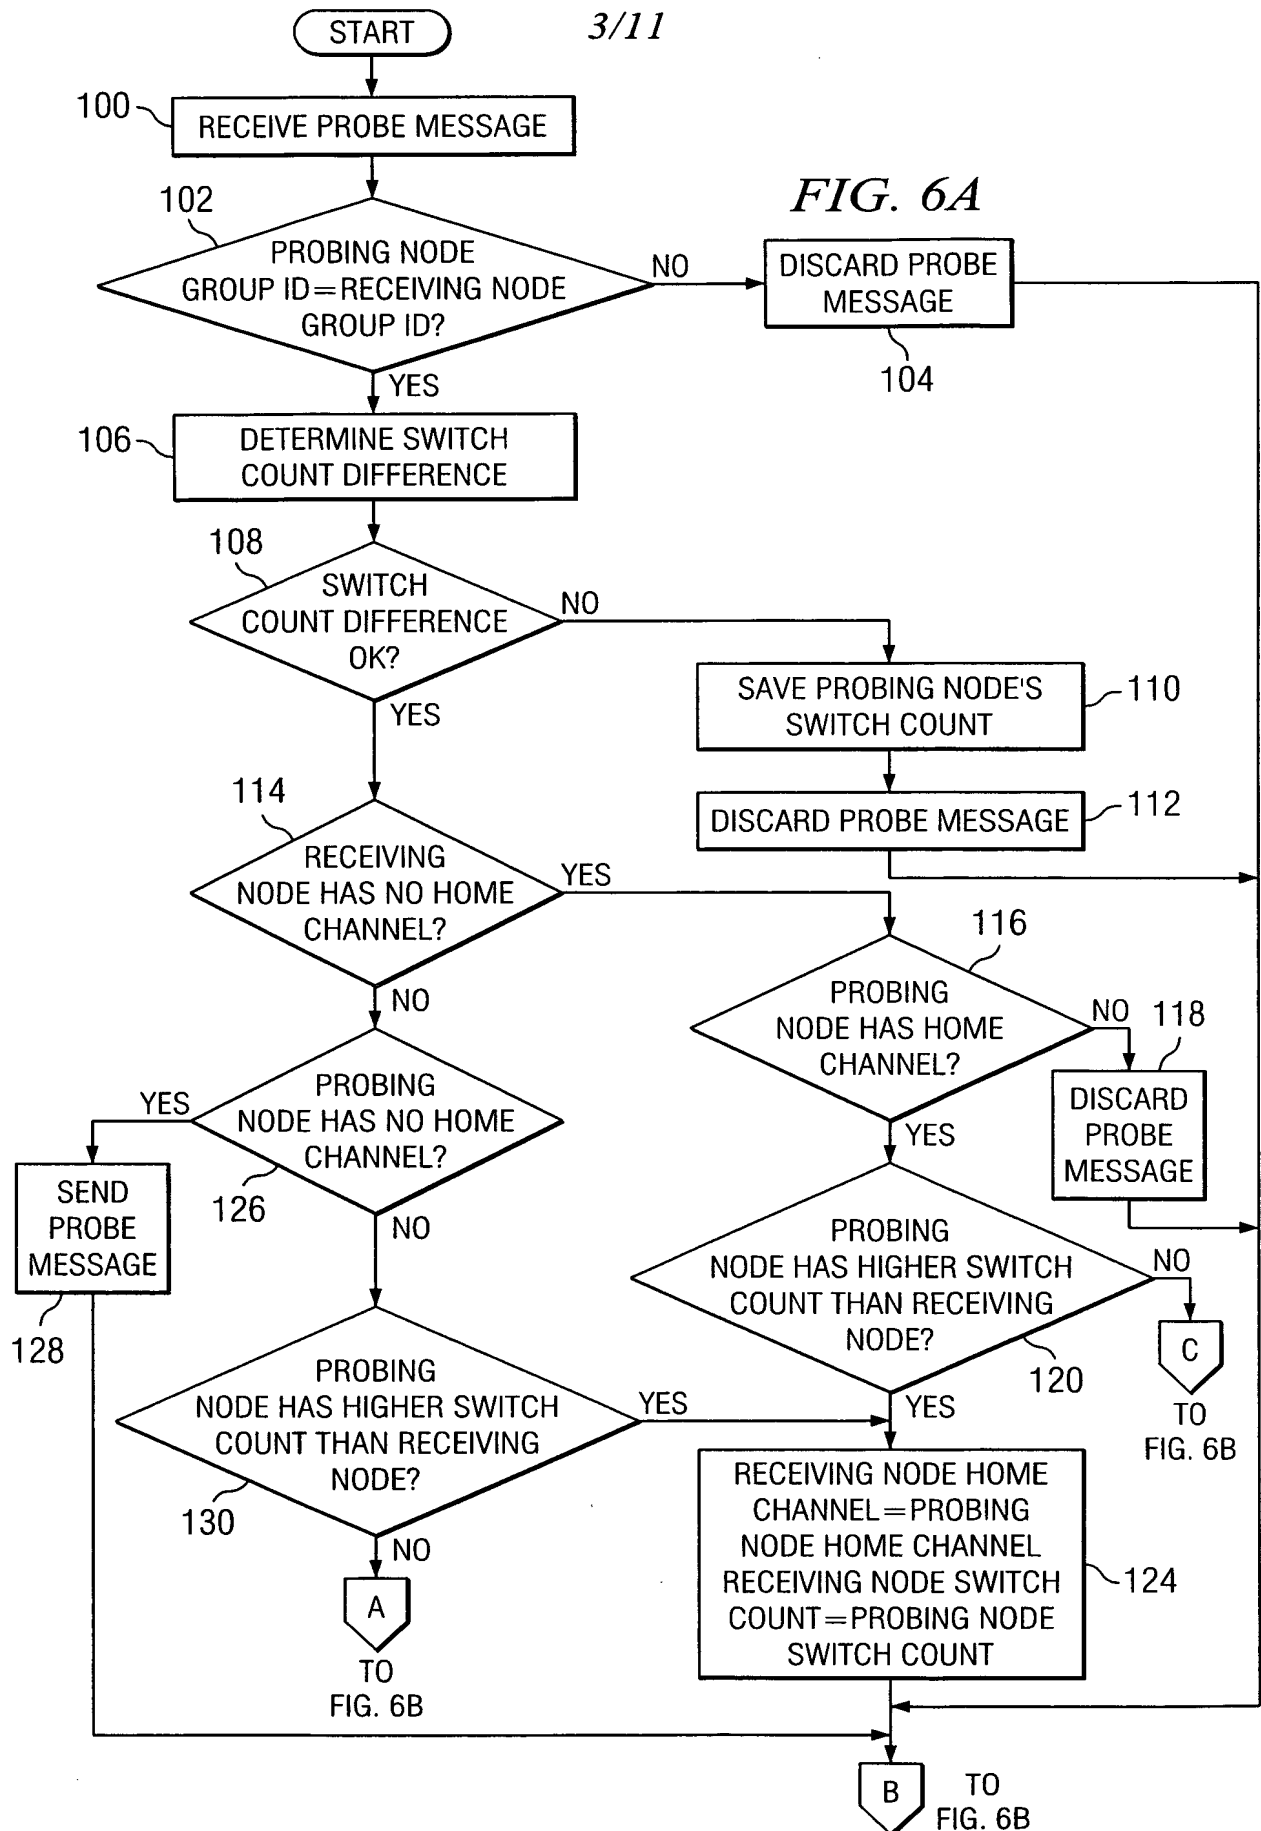 START
3/11
100
RECEIVE PROBE MESSAGE
FIG. 6A
102
PROBING NODE
GROUP ID=RECEIVING NODE
GROUP ID?
NO
DISCARD PROBE
MESSAGE
104
YES
106
DETERMINE SWITCH
COUNT DIFFERENCE
108
SWITCH
COUNT DIFFERENCE
OK?
NO
SAVE PROBING NODE'S
SWITCH COUNT
110
YES
DISCARD PROBE MESSAGE
112
114
RECEIVING
NODE HAS NO HOME
CHANNEL?
YES
116
PROBING
NODE HAS HOME
CHANNEL?
NO
118
DISCARD
PROBE
MESSAGE
YES
NO
PROBING
NODE HAS NO HOME
CHANNEL?
YES
126
SEND
PROBE
MESSAGE
128
NO
PROBING
NODE HAS HIGHER SWITCH
COUNT THAN RECEIVING
NODE?
NO
120
C
TO
FIG. 6B
YES
PROBING
NODE HAS HIGHER SWITCH
COUNT THAN RECEIVING
NODE?
YES
130
NO
A
TO
FIG. 6B
RECEIVING NODE HOME
CHANNEL=PROBING
NODE HOME CHANNEL
RECEIVING NODE SWITCH
COUNT=PROBING NODE
SWITCH COUNT
124
B
TO
FIG. 6B